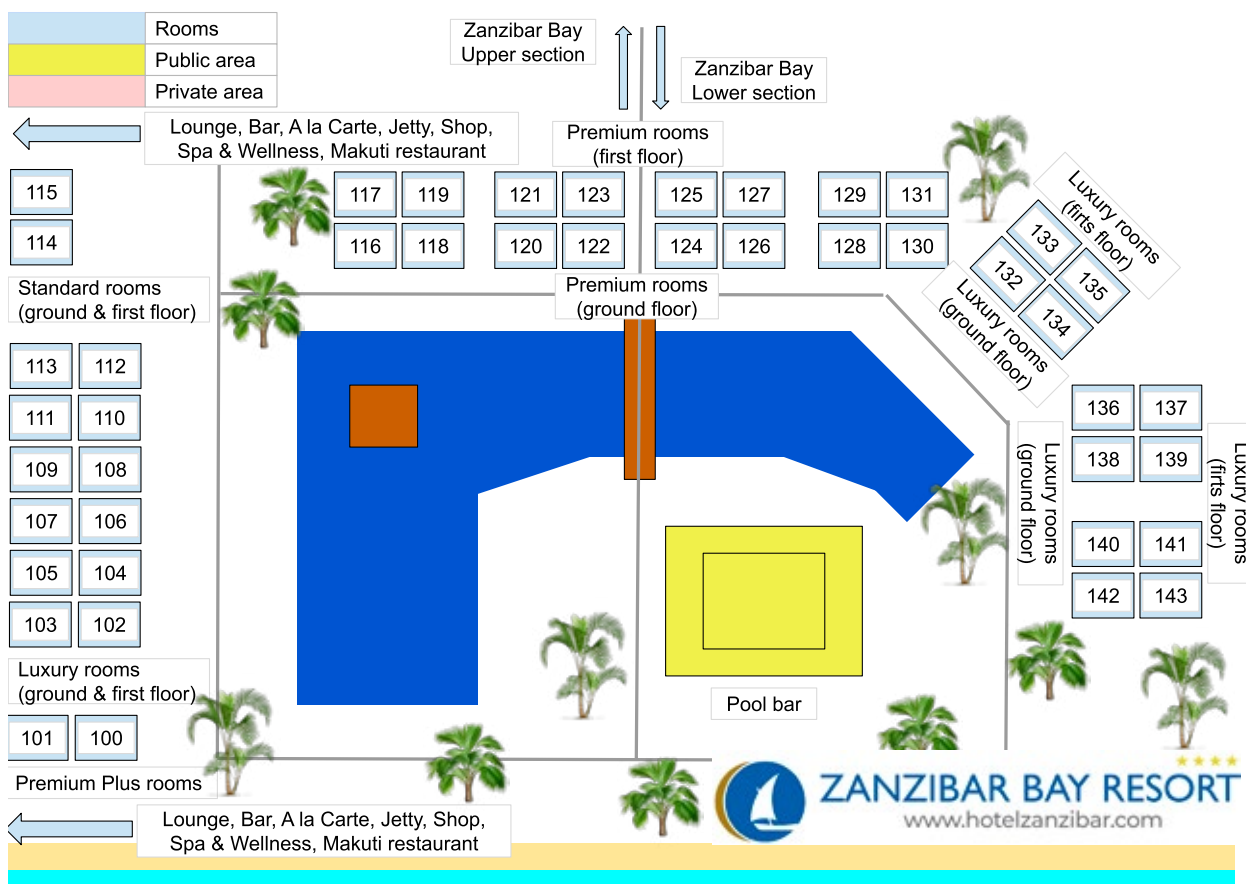 Rooms
Public area
Private area
Zanzibar Bay
Upper section
Zanzibar Bay
Lower section
Lounge, Bar, A la Carte, Jetty, Shop,
Spa & Wellness, Makuti restaurant
Premium rooms
(first floor)
115
114
117 119 121 123 125 127 129 131
116 118 120 122 124 126 128 130
Luxury rooms
(firts floor)
133
135
132
134
Luxury rooms
(ground floor)
Standard rooms
(ground & first floor)
Premium rooms
(ground floor)
113 112
111 110
109 108
107 106
105 104
103 102
136 137
138 139
140 141
142 143
Luxury rooms
(ground floor)
Luxury rooms
(firts floor)
Luxury rooms
(ground & first floor)
101 100
Premium Plus rooms
Pool bar
Lounge, Bar, A la Carte, Jetty, Shop,
Spa & Wellness, Makuti restaurant
ZANZIBAR BAY RESORT
www.hotelzanzibar.com